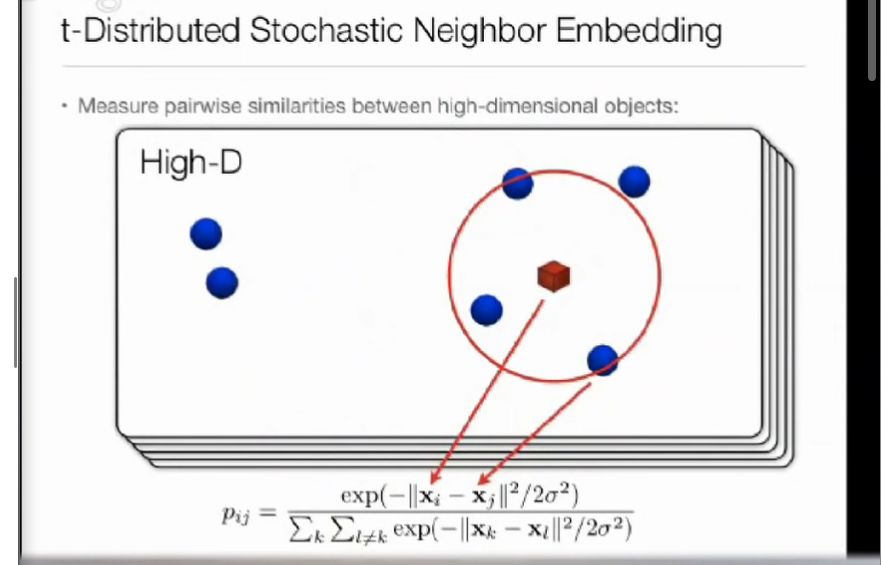 t-Distributed Stochastic Neighbor Embedding
• Measure pairwise similarities between high-dimensional objects:
High-D
p_{ij} = \frac{\exp(-\|\mathbf{x}_i - \mathbf{x}_j\|^2/2\sigma^2)}{\sum_k \sum_{l \neq k} \exp(-\|\mathbf{x}_k - \mathbf{x}_l\|^2/2\sigma^2)}